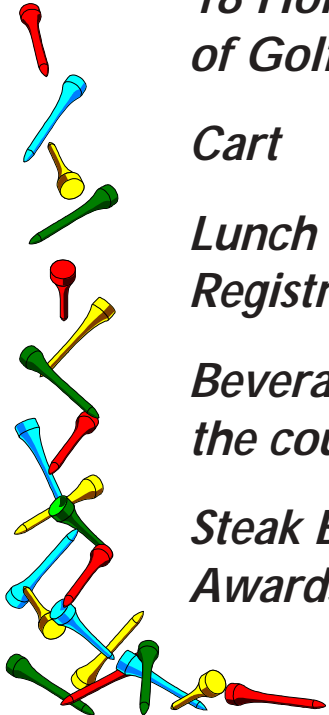 of Golf
Cart
Lunch
Registr
Bevera
the cou
Steak
Award